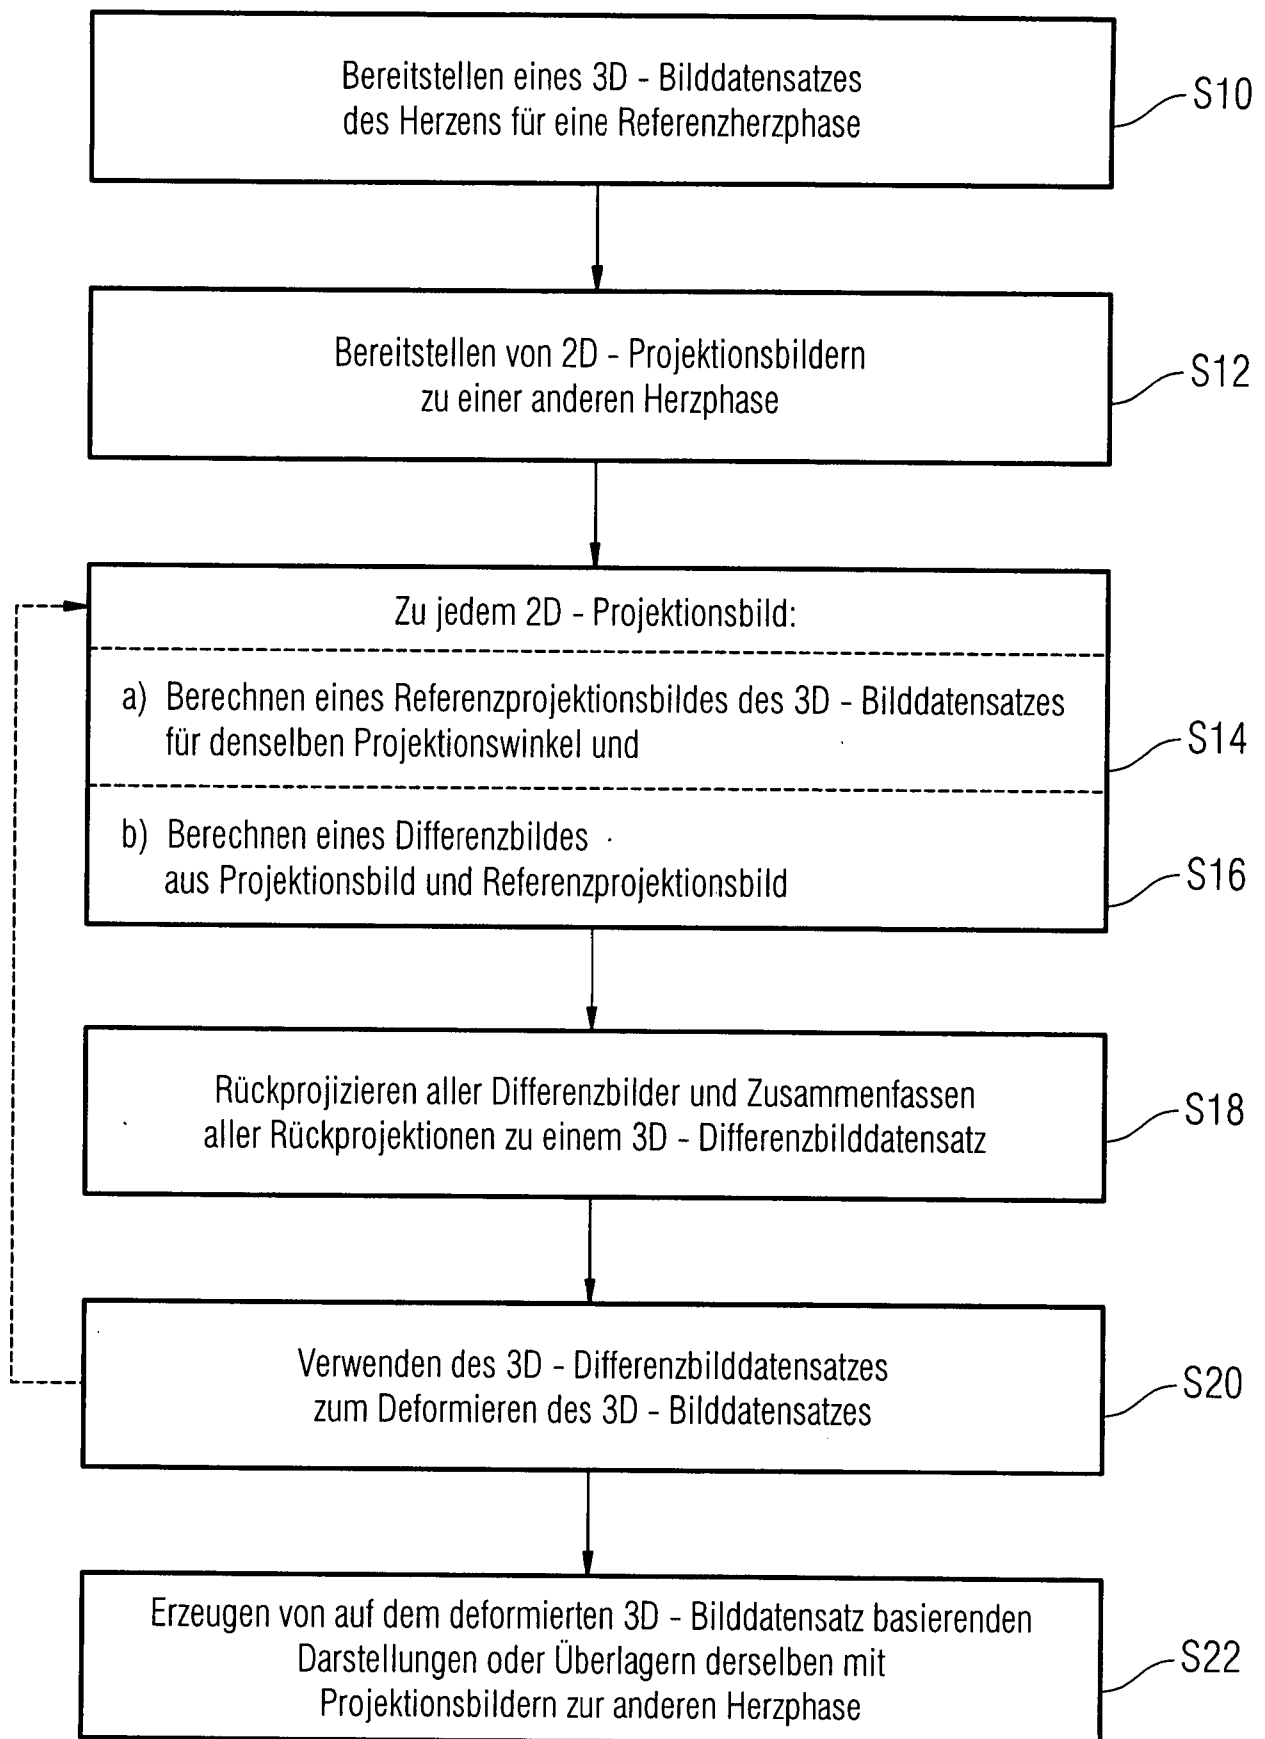 Bereitstellen eines 3D - Bilddatensatzes
des Herzens für eine Referenzherzphase
S10
Bereitstellen von 2D - Projektionsbildern
zu einer anderen Herzphase
S12
Zu jedem 2D - Projektionsbild:
a) Berechnen eines Referenzprojektionsbildes des 3D - Bilddatensatzes
für denselben Projektionswinkel und
S14
b) Berechnen eines Differenzbildes
aus Projektionsbild und Referenzprojektionsbild
S16
Rückprojizieren aller Differenzbilder und Zusammenfassen
aller Rückprojektionen zu einem 3D - Differenzbilddatensatz
S18
Verwenden des 3D - Differenzbilddatensatzes
zum Deformieren des 3D - Bilddatensatzes
S20
Erzeugen von auf dem deformierten 3D - Bilddatensatz basierenden
Darstellungen oder Überlagern derselben mit
Projektionsbildern zur anderen Herzphase
S22